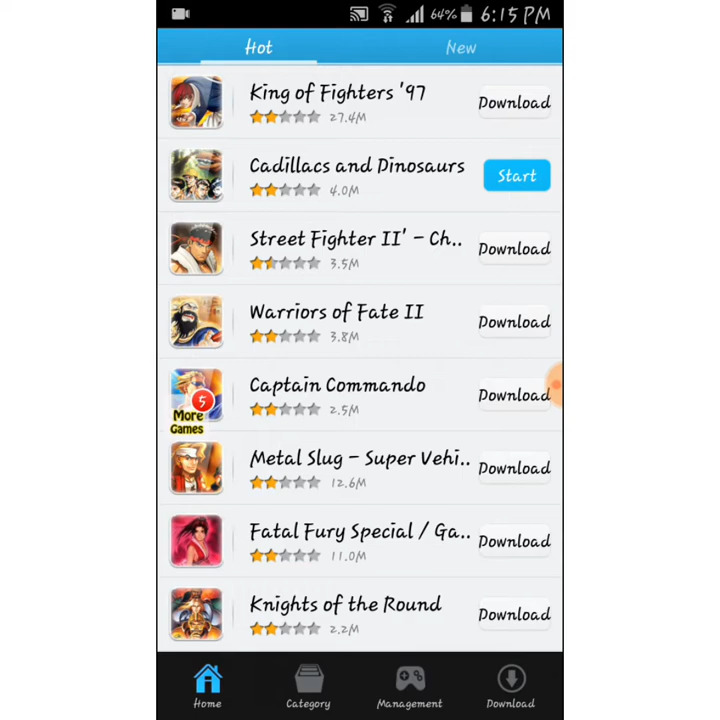 64% 6:15 PM
Hot New
King of Fighters '97
27.4M
Download
Cadillacs and Dinosaurs
4.0M
Start
Street Fighter II' - Ch..
3.5M
Download
Warriors of Fate II
3.8M
Download
Captain Commando
2.5M
Download
5
More
Games
Metal Slug - Super Vehi..
12.6M
Download
Fatal Fury Special / Ga..
11.0M
Download
Knights of the Round
2.2M
Download
Home Category Management Download